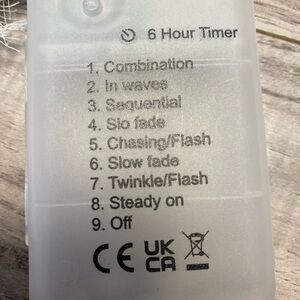 6 Hour Timer
1. Combination
2. In waves
3. Sequential
4. Slo fade
5. Chasing/Flash
6. Slow fade
7. Twinkle/Flash
8. Steady on
9. Off
CE UK
CA